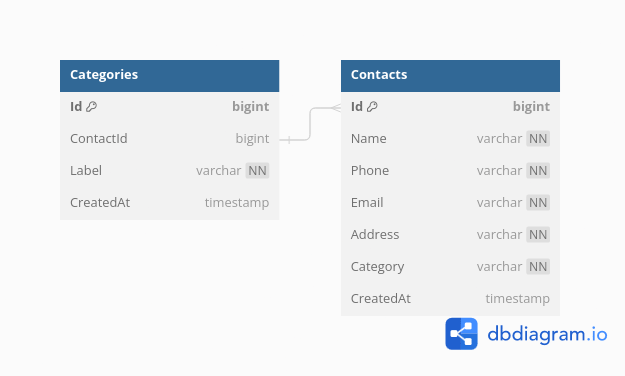 Categories
Id bigint
ContactId bigint
Label varchar NN
CreatedAt timestamp
Contacts
Id bigint
Name varchar NN
Phone varchar NN
Email varchar NN
Address varchar NN
Category varchar NN
CreatedAt timestamp
dbdiagram.io